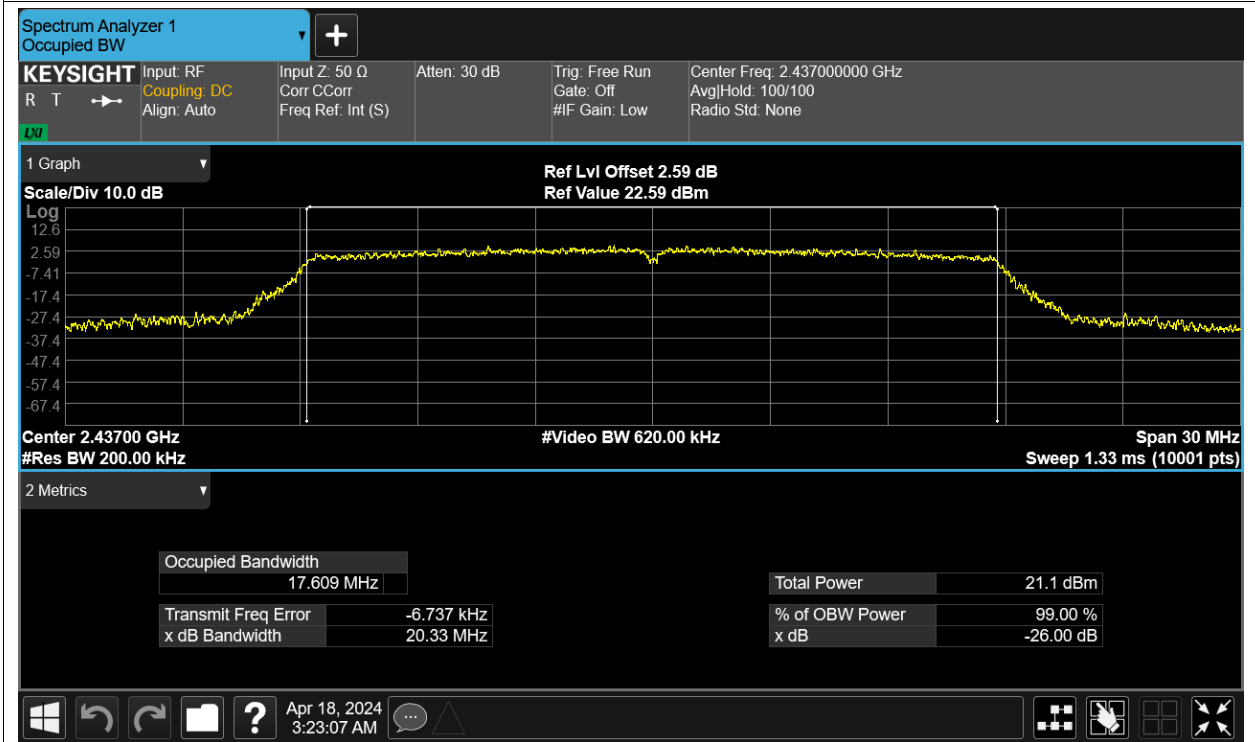 Spectrum Analyzer 1
Occupied BW
▼
+
KEYSIGHT
R T
LXI
Input: RF
Coupling: DC
Align: Auto
Input Z: 50 Ω
Corr CCorr
Freq Ref: Int (S)
Atten: 30 dB
Trig: Free Run
Gate: Off
#IF Gain: Low
Center Freq: 2.437000000 GHz
Avg|Hold: 100/100
Radio Std: None
1 Graph ▼
Scale/Div 10.0 dB
Ref Lvl Offset 2.59 dB
Ref Value 22.59 dBm
Log
12.6
2.59
-7.41
-17.4
-27.4
-37.4
-47.4
-57.4
-67.4
Center 2.43700 GHz
#Res BW 200.00 kHz
#Video BW 620.00 kHz
Span 30 MHz
Sweep 1.33 ms (10001 pts)
2 Metrics ▼
Occupied Bandwidth
17.609 MHz
Transmit Freq Error -6.737 kHz
x dB Bandwidth 20.33 MHz
Total Power 21.1 dBm
% of OBW Power 99.00 %
x dB -26.00 dB
?
Apr 18, 2024
3:23:07 AM